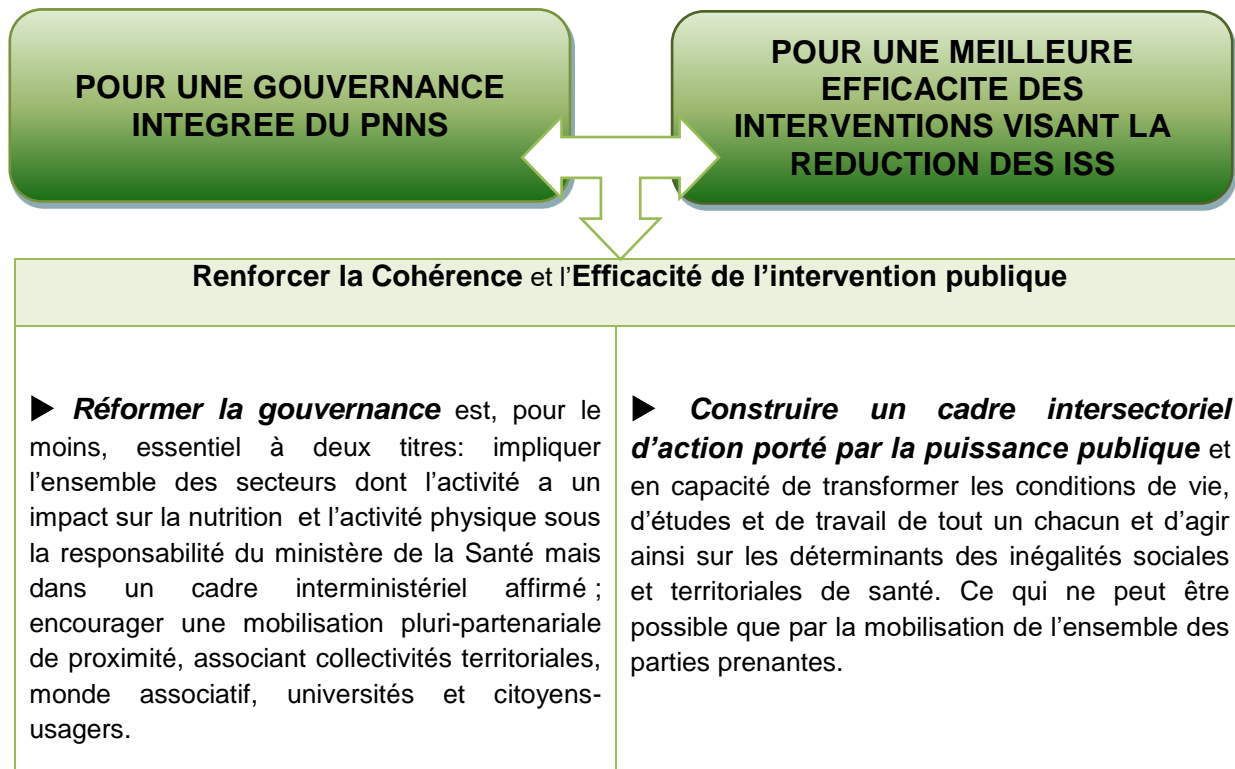 POUR UNE GOUVERNANCE
INTEGREE DU PNNS
POUR UNE MEILLEURE
EFFICACITE DES
INTERVENTIONS VISANT LA
REDUCTION DES ISS
Renforcer la Cohérence et l'Efficacité de l'intervention publique
▶ Réformer la gouvernance est, pour le
moins, essentiel à deux titres: impliquer
l'ensemble des secteurs dont l'activité a un
impact sur la nutrition et l'activité physique sous
la responsabilité du ministère de la Santé mais
dans un cadre interministériel affirmé ;
encourager une mobilisation pluri-partenariale
de proximité, associant collectivités territoriales,
monde associatif, universités et citoyens-
usagers.
▶ Construire un cadre intersectoriel
d'action porté par la puissance publique et
en capacité de transformer les conditions de vie,
d'études et de travail de tout un chacun et d'agir
ainsi sur les déterminants des inégalités sociales
et territoriales de santé. Ce qui ne peut être
possible que par la mobilisation de l'ensemble des
parties prenantes.